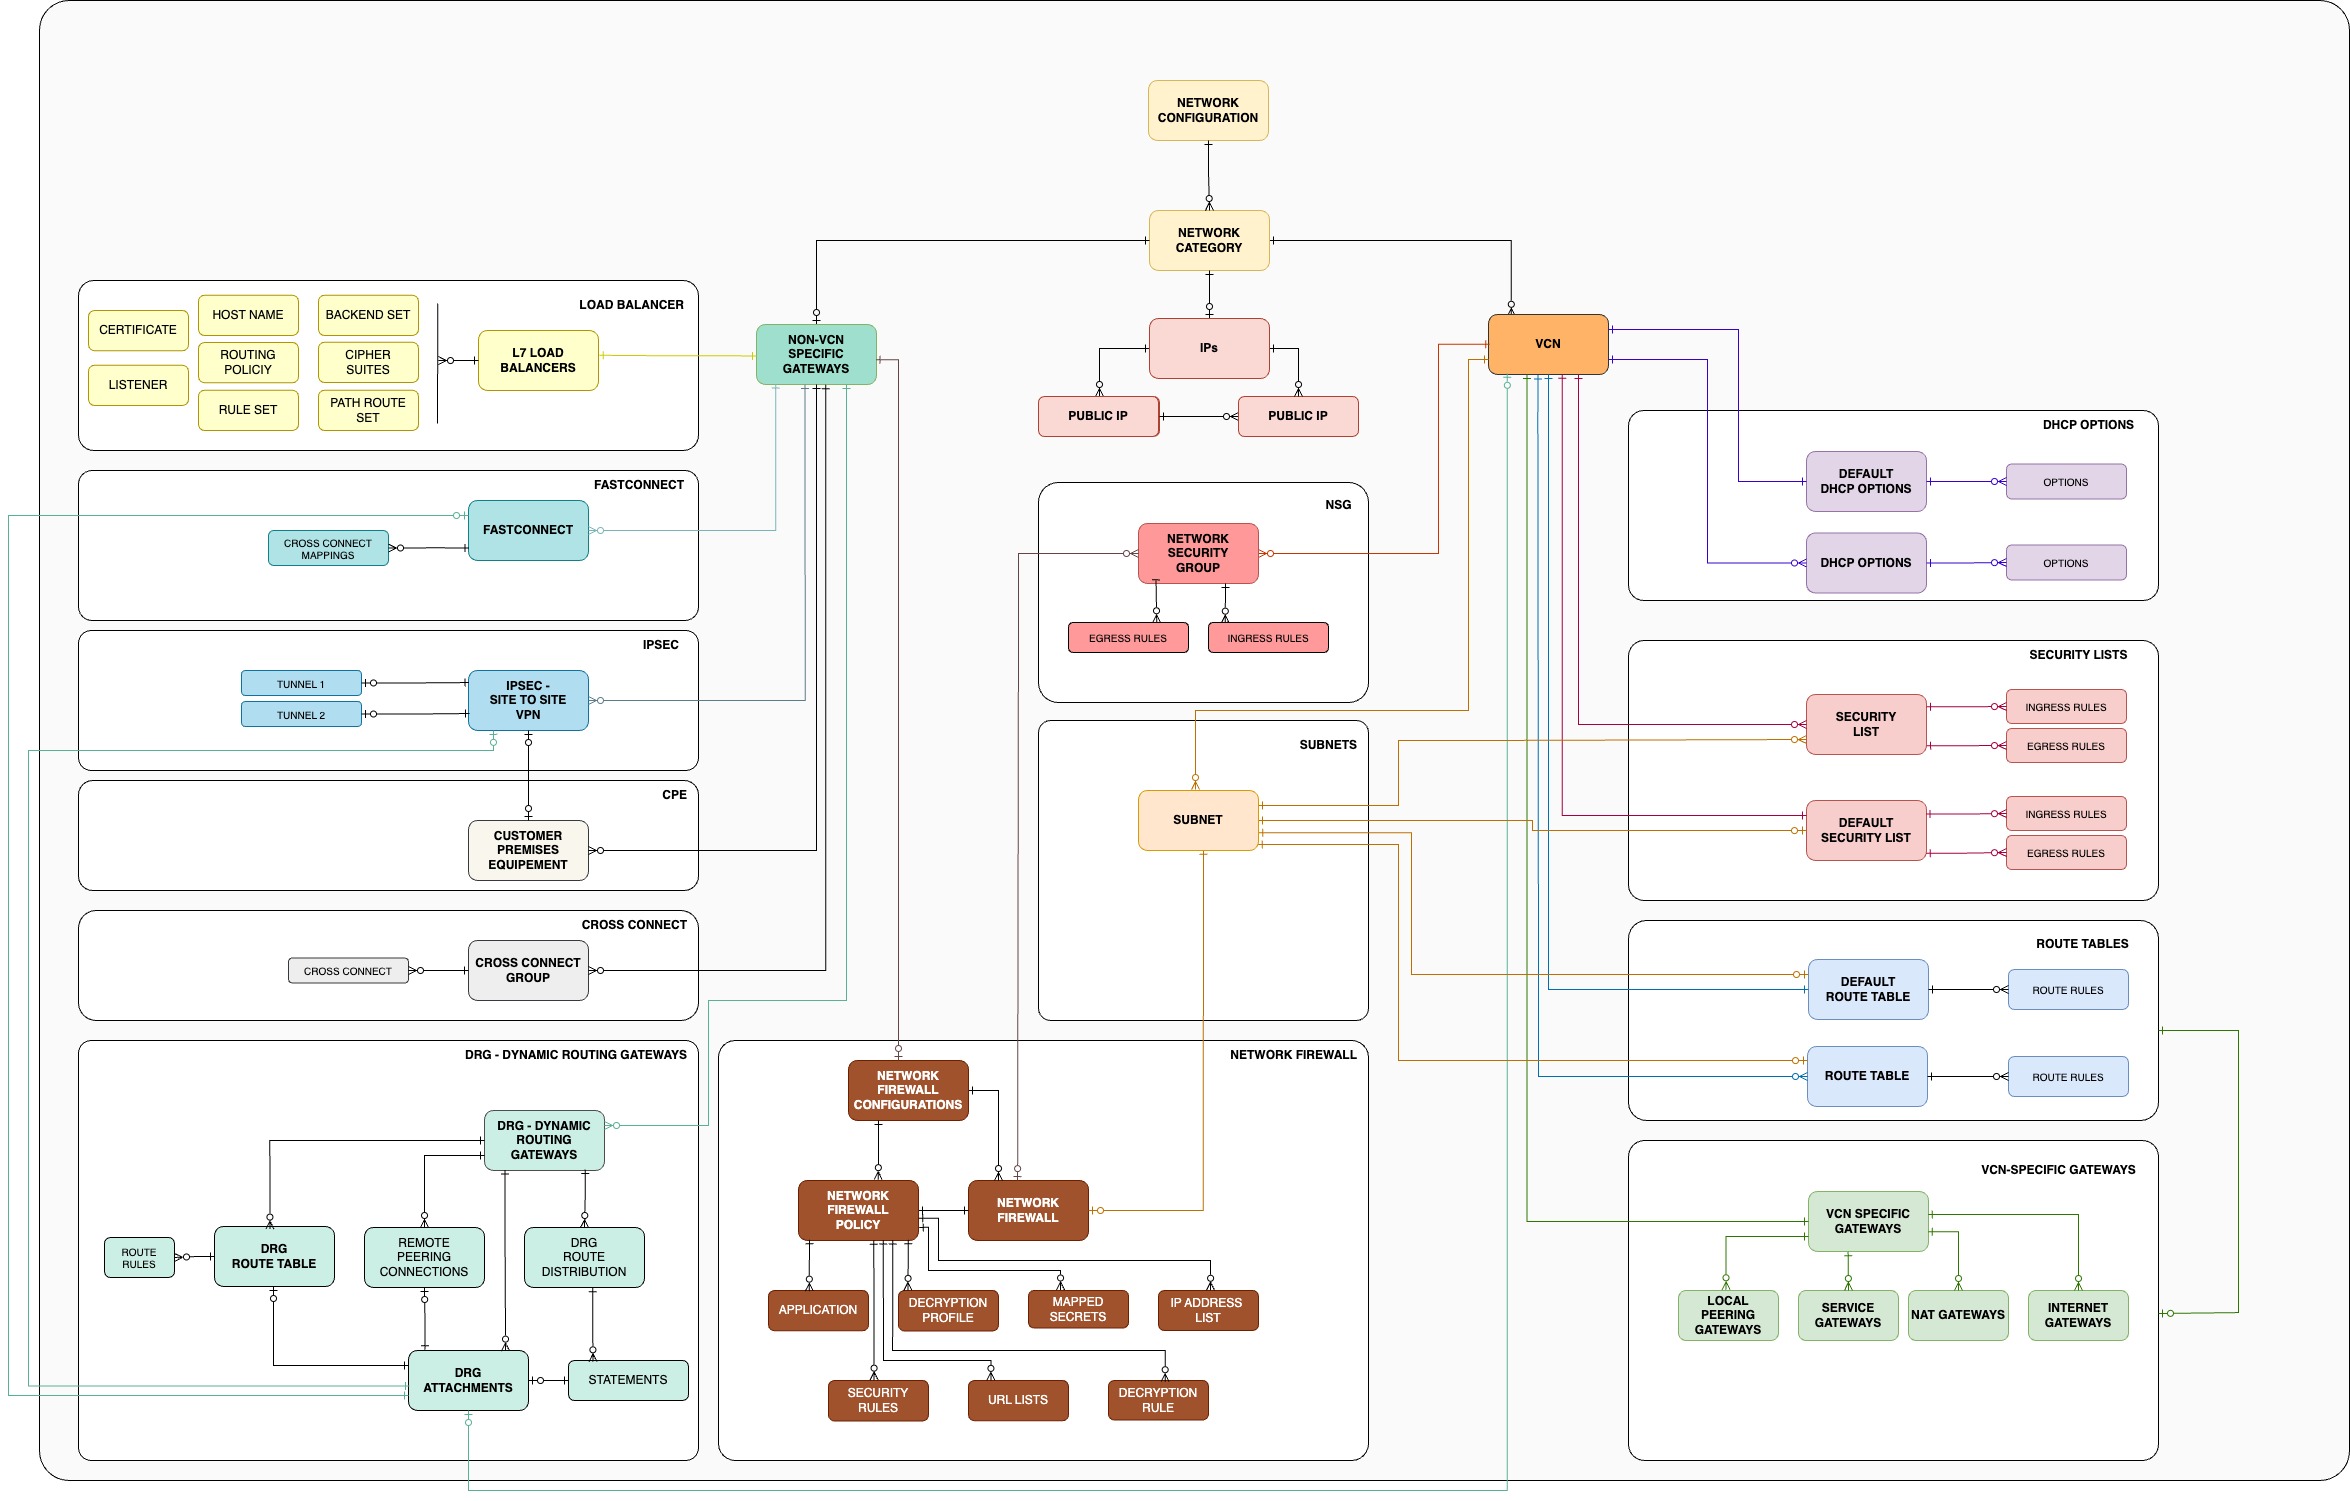 NETWORK
CONFIGURATION
NETWORK
CATEGORY
NON-VCN
SPECIFIC
GATEWAYS
IPs
PUBLIC IP
PUBLIC IP
VCN
LOAD BALANCER
CERTIFICATE
LISTENER
HOST NAME
ROUTING
POLICIY
RULE SET
BACKEND SET
CIPHER
SUITES
PATH ROUTE
SET
L7 LOAD
BALANCERS
FASTCONNECT
FASTCONNECT
CROSS CONNECT
MAPPINGS
IPSEC
TUNNEL 1
TUNNEL 2
IPSEC -
SITE TO SITE
VPN
CPE
CUSTOMER
PREMISES
EQUIPEMENT
CROSS CONNECT
CROSS CONNECT
CROSS CONNECT
GROUP
DRG - DYNAMIC ROUTING GATEWAYS
DRG - DYNAMIC
ROUTING
GATEWAYS
ROUTE
RULES
DRG
ROUTE TABLE
REMOTE
PEERING
CONNECTIONS
DRG
ROUTE
DISTRIBUTION
DRG
ATTACHMENTS
STATEMENTS
NSG
NETWORK
SECURITY
GROUP
EGRESS RULES
INGRESS RULES
SUBNETS
SUBNET
NETWORK FIREWALL
NETWORK
FIREWALL
CONFIGURATIONS
NETWORK
FIREWALL
POLICY
NETWORK
FIREWALL
APPLICATION
DECRYPTION
PROFILE
MAPPED
SECRETS
IP ADDRESS
LIST
SECURITY
RULES
URL LISTS
DECRYPTION
RULE
DHCP OPTIONS
DEFAULT
DHCP OPTIONS
OPTIONS
DHCP OPTIONS
OPTIONS
SECURITY LISTS
SECURITY
LIST
INGRESS RULES
EGRESS RULES
DEFAULT
SECURITY LIST
INGRESS RULES
EGRESS RULES
ROUTE TABLES
DEFAULT
ROUTE TABLE
ROUTE RULES
ROUTE TABLE
ROUTE RULES
VCN-SPECIFIC GATEWAYS
VCN SPECIFIC
GATEWAYS
LOCAL
PEERING
GATEWAYS
SERVICE
GATEWAYS
NAT GATEWAYS
INTERNET
GATEWAYS